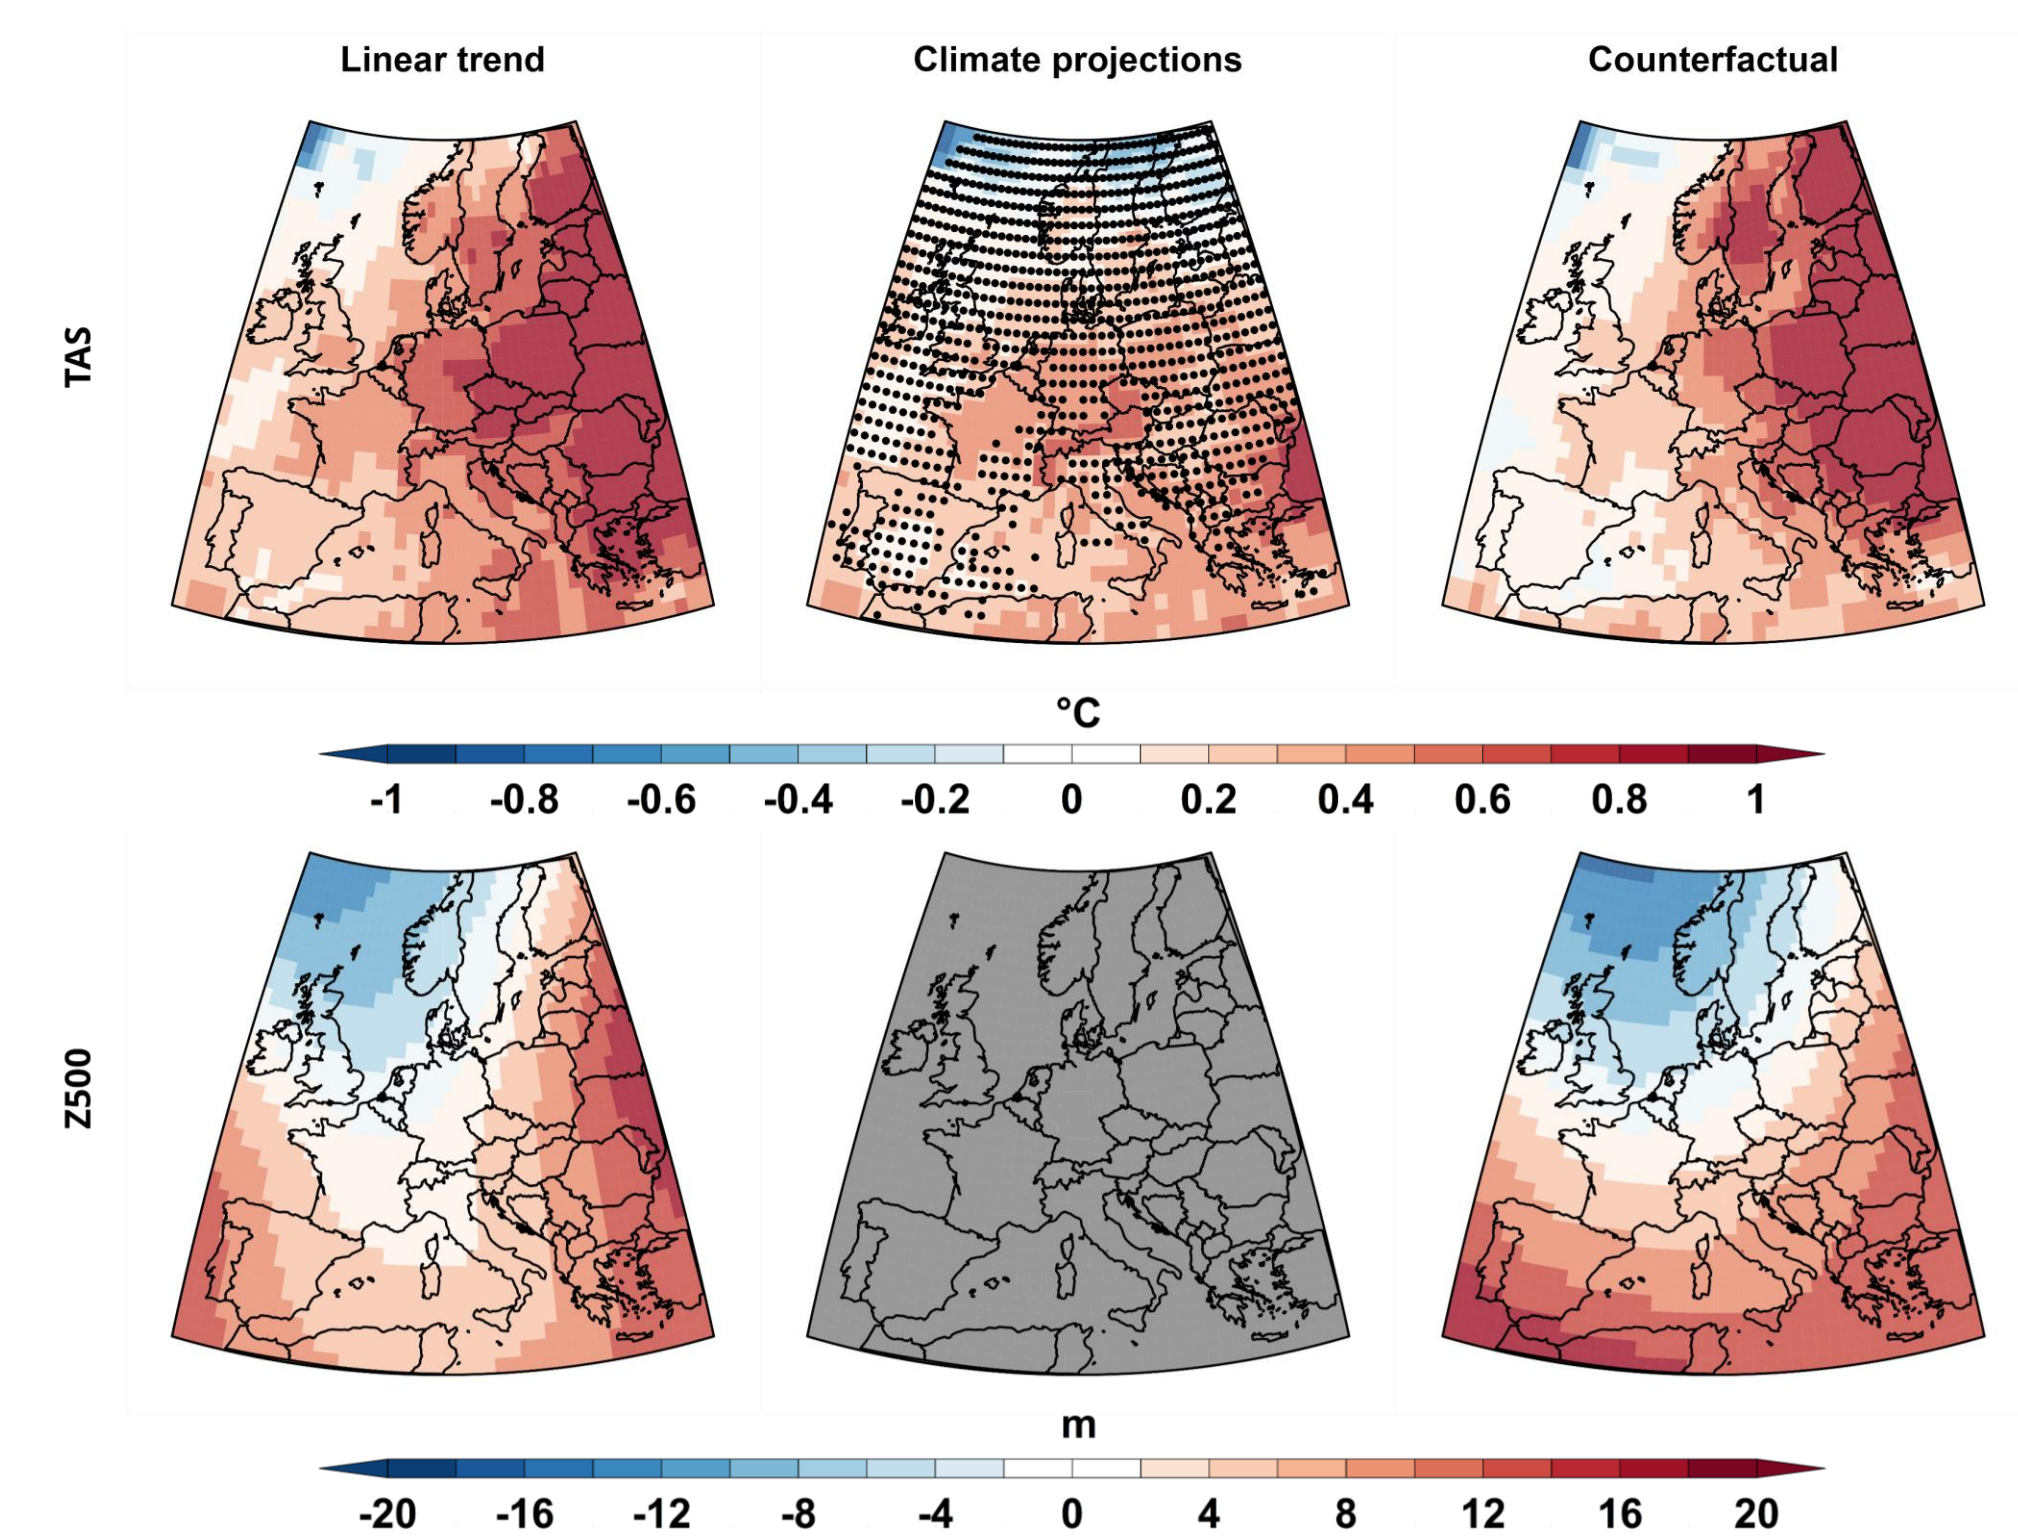 Linear trend Climate projections Counterfactual
TAS
°C
-1 -0.8 -0.6 -0.4 -0.2 0 0.2 0.4 0.6 0.8 1
Z500
m
-20 -16 -12 -8 -4 0 4 8 12 16 20